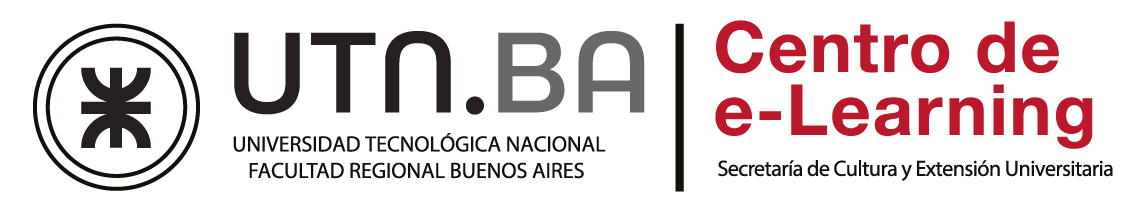 UTN.BA
UNIVERSIDAD TECNOLÓGICA NACIONAL
FACULTAD REGIONAL BUENOS AIRES
Centro de
e-Learning
Secretaría de Cultura y Extensión Universitaria